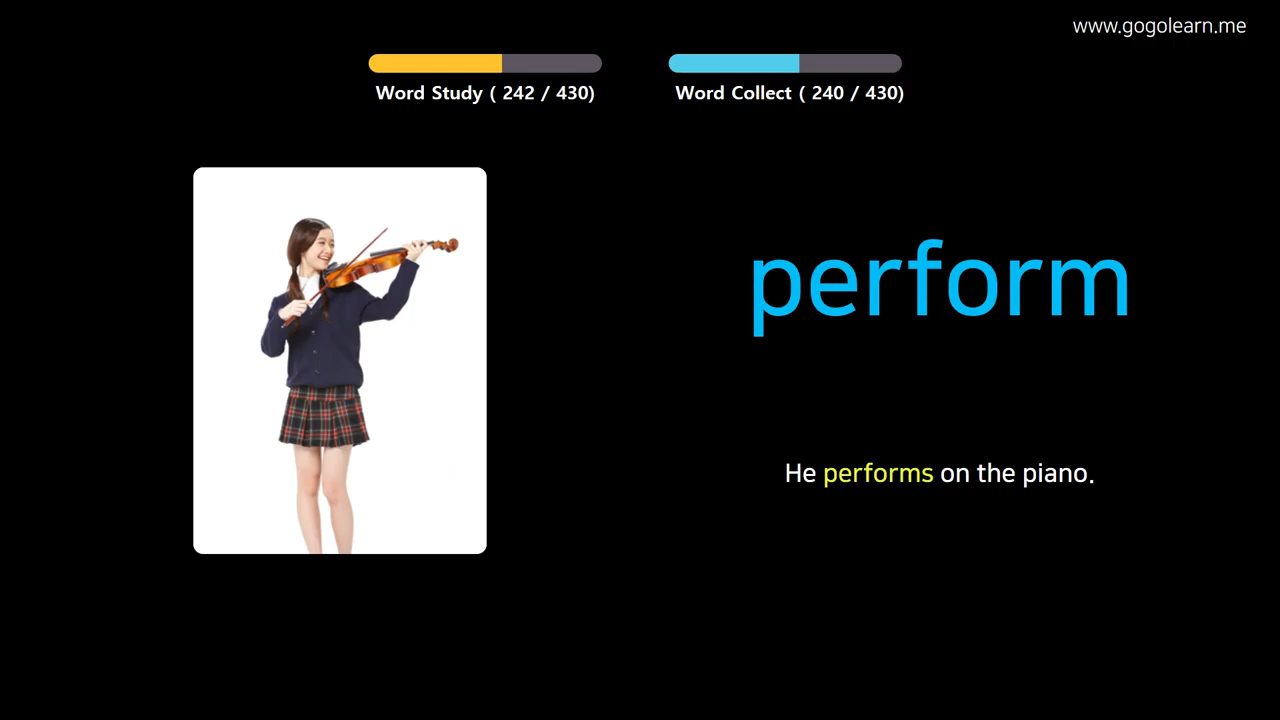 www.gogolearn.me
Word Study ( 242 / 430)
Word Collect ( 240 / 430)
perform
He performs on the piano.